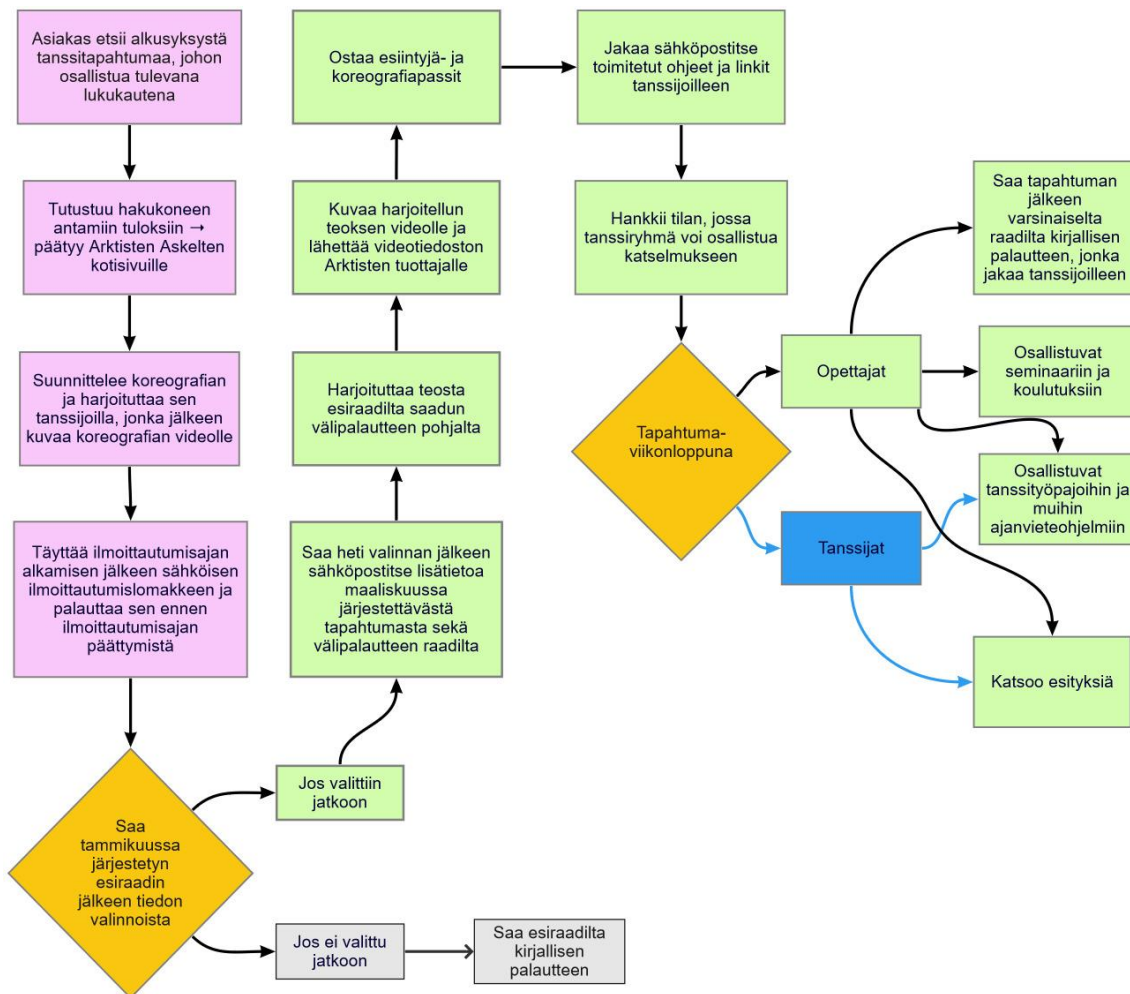 Asiakas etsii alkusyksystä
tanssitapahtumaa, johon
osallistua tulevana
lukukautena
Tutustuu hakukoneen
antamiin tuloksiin →
päätyy Arktisten Askelten
kotisivuille
Suunnittelee koreografian
ja harjoituttaa sen
tanssijoilla, jonka jälkeen
kuvaa koreografian videolle
Täyttää ilmoittautumisajan
alkamisen jälkeen sähköisen
ilmoittautumislomakkeen ja
palauttaa sen ennen
ilmoittautumisajan
päättymistä
Saa
tammikuussa
järjestetyn
esiraadin
jälkeen tiedon
valinnoista
Jos ei valittu
jatkoon
Saa esiraadilta
kirjallisen
palautteen
Jos valittiin
jatkoon
Saa heti valinnan jälkeen
sähköpostitse lisätietoa
maaliskuussa
järjestettävästä
tapahtumasta sekä
välipalautteen raadilta
Harjoituttaa teosta
esiraadilta saadun
välipalautteen pohjalta
Kuvaa harjoitellun
teoksen videolle ja
lähettää videotiedoston
Arktisten tuottajalle
Ostaa esiintyjä- ja
koreografiapassit
Jakaa sähköpostitse
toimitetut ohjeet ja linkit
tanssijoilleen
Hankkii tilan, jossa
tanssiryhmä voi osallistua
katselmukseen
Tapahtuma-
viikonloppuna
Opettajat
Tanssijat
Saa tapahtuman
jälkeen
varsinaiselta
raadilta kirjallisen
palautteen, jonka
jakaa tanssijoilleen
Osallistuvat
seminaariin ja
koulutuksiin
Osallistuvat
tanssityöpajoihin ja
muihin
ajanvieteohjelmiin
Katsoo esityksiä